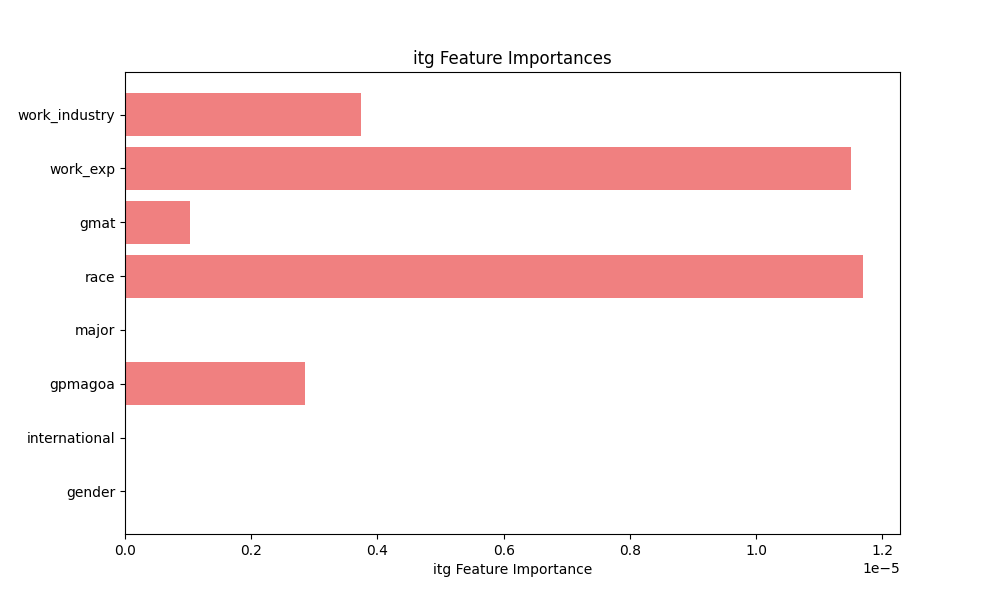 itg Feature Importances
work_industry
work_exp
gmat
race
major
gpmagoa
international
gender
0.0 0.2 0.4 0.6 0.8 1.0 1.2
1e−5
itg Feature Importance